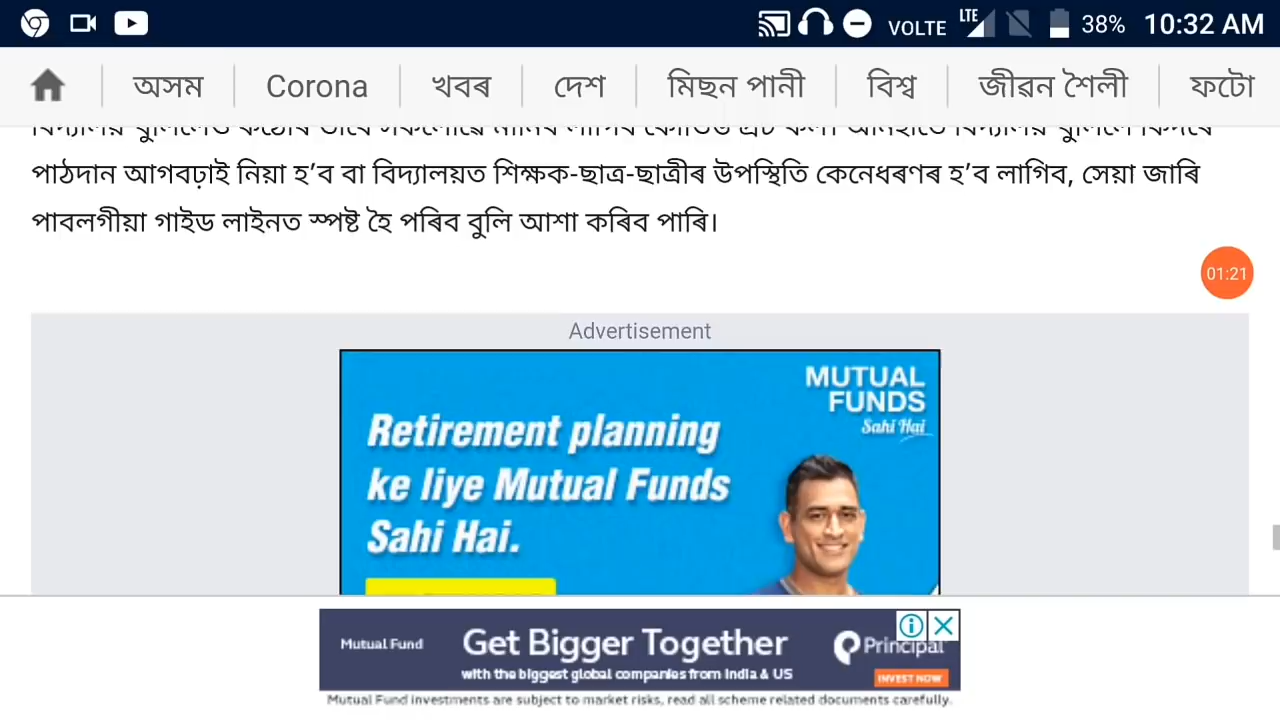 VOLTE LTE 38% 10:32 AM
অসম Corona খবৰ দেশ মিছন পানী বিশ্ব জীৱন শৈলী ফটো
পাঠদান আগবঢ়াই নিয়া হ’ব বা বিদ্যালয়ত শিক্ষক-ছাত্ৰ-ছাত্ৰীৰ উপস্থিতি কেনেধৰণৰ হ’ব লাগিব, সেয়া জাৰি
পাবলগীয়া গাইড লাইনত স্পষ্ট হৈ পৰিব বুলি আশা কৰিব পাৰি।
01:21
Advertisement
MUTUAL
FUNDS
Sahi Hai
Retirement planning
ke liye Mutual Funds
Sahi Hai.
Mutual Fund
Get Bigger Together
with the biggest global companies from India & US
Principal
INVEST NOW
Mutual Fund investments are subject to market risks, read all scheme related documents carefully.